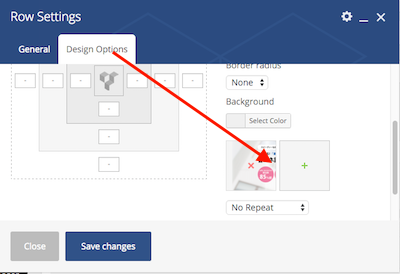 Row Settings
General
Design Options
Border radius
None
Background
Select Color
No Repeat
Close
Save changes